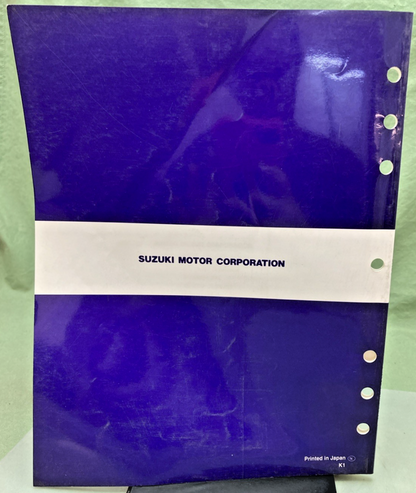 SUZUKI MOTOR CORPORATION
Printed in Japan
K1